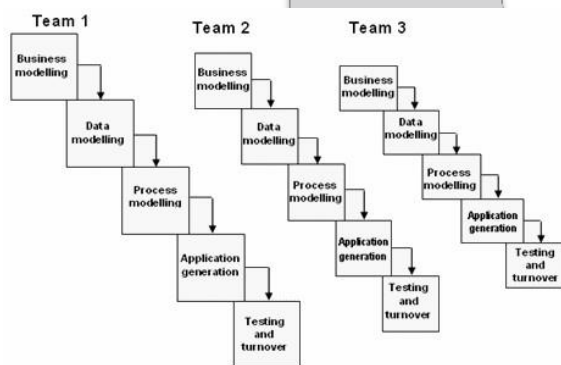 Team 1
Business
modelling
Data
modelling
Process
modelling
Application
generation
Testing
and
turnover
Team 2
Business
modelling
Data
modelling
Process
modelling
Application
generation
Testing
and
turnover
Team 3
Business
modelling
Data
modelling
Process
modelling
Application
generation
Testing
and
turnover